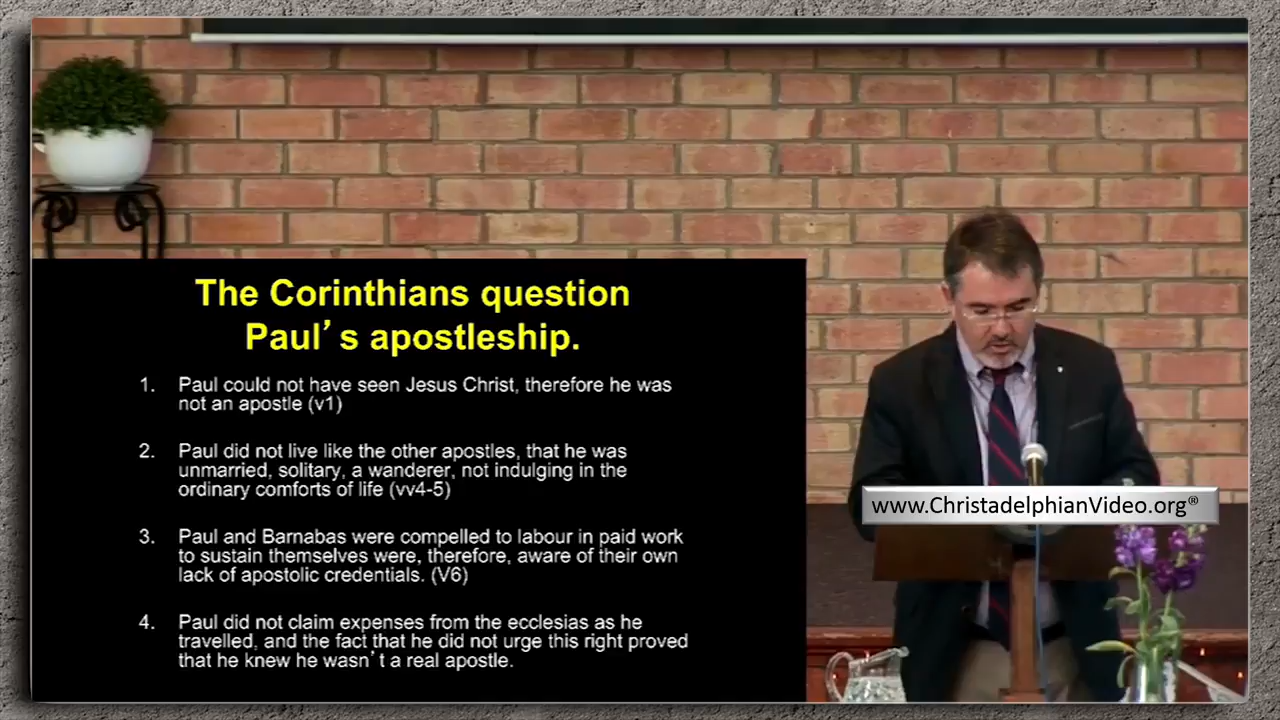 The Corinthians question
Paul’s apostleship.
1. Paul could not have seen Jesus Christ, therefore he was
not an apostle (v1)
2. Paul did not live like the other apostles, that he was
unmarried, solitary, a wanderer, not indulging in the
ordinary comforts of life (vv4-5)
3. Paul and Barnabas were compelled to labour in paid work
to sustain themselves were, therefore, aware of their own
lack of apostolic credentials. (V6)
4. Paul did not claim expenses from the ecclesias as he
travelled, and the fact that he did not urge this right proved
that he knew he wasn’t a real apostle.
www.ChristadelphianVideo.org®